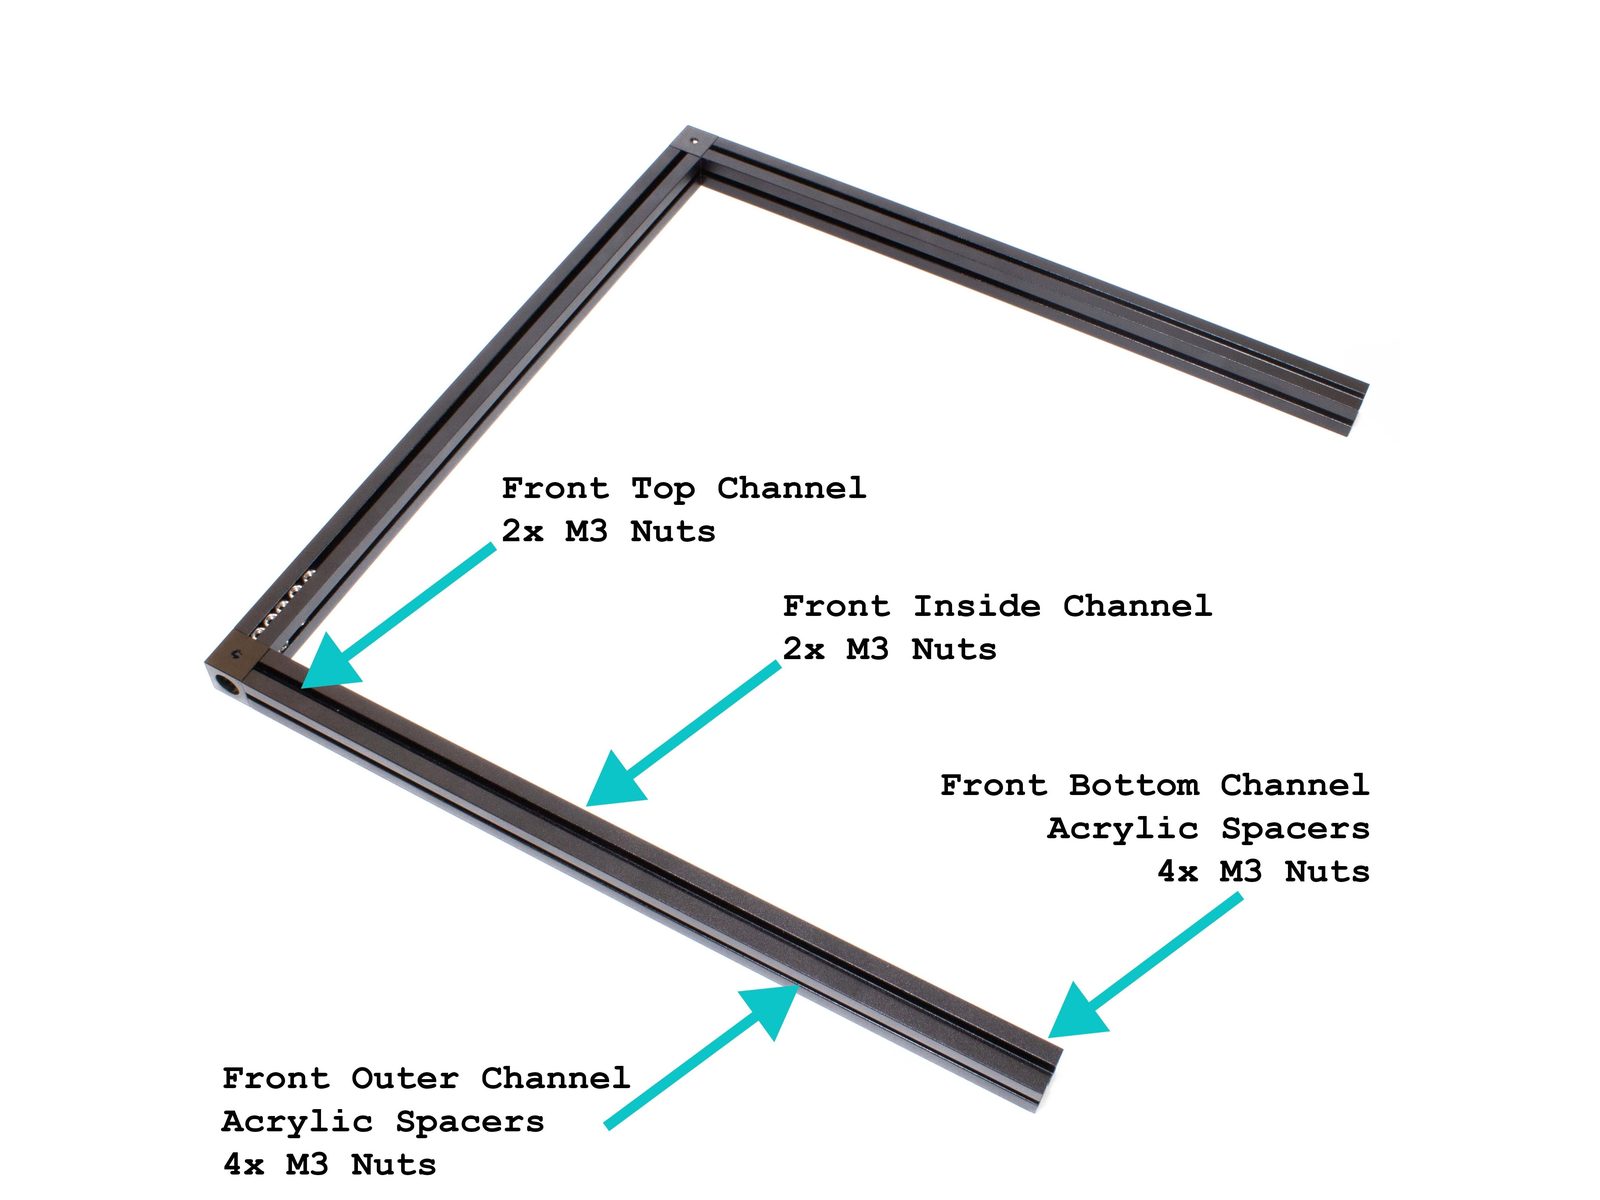 Front Top Channel
2x M3 Nuts
Front Inside Channel
2x M3 Nuts
Front Bottom Channel
Acrylic Spacers
4x M3 Nuts
Front Outer Channel
Acrylic Spacers
4x M3 Nuts